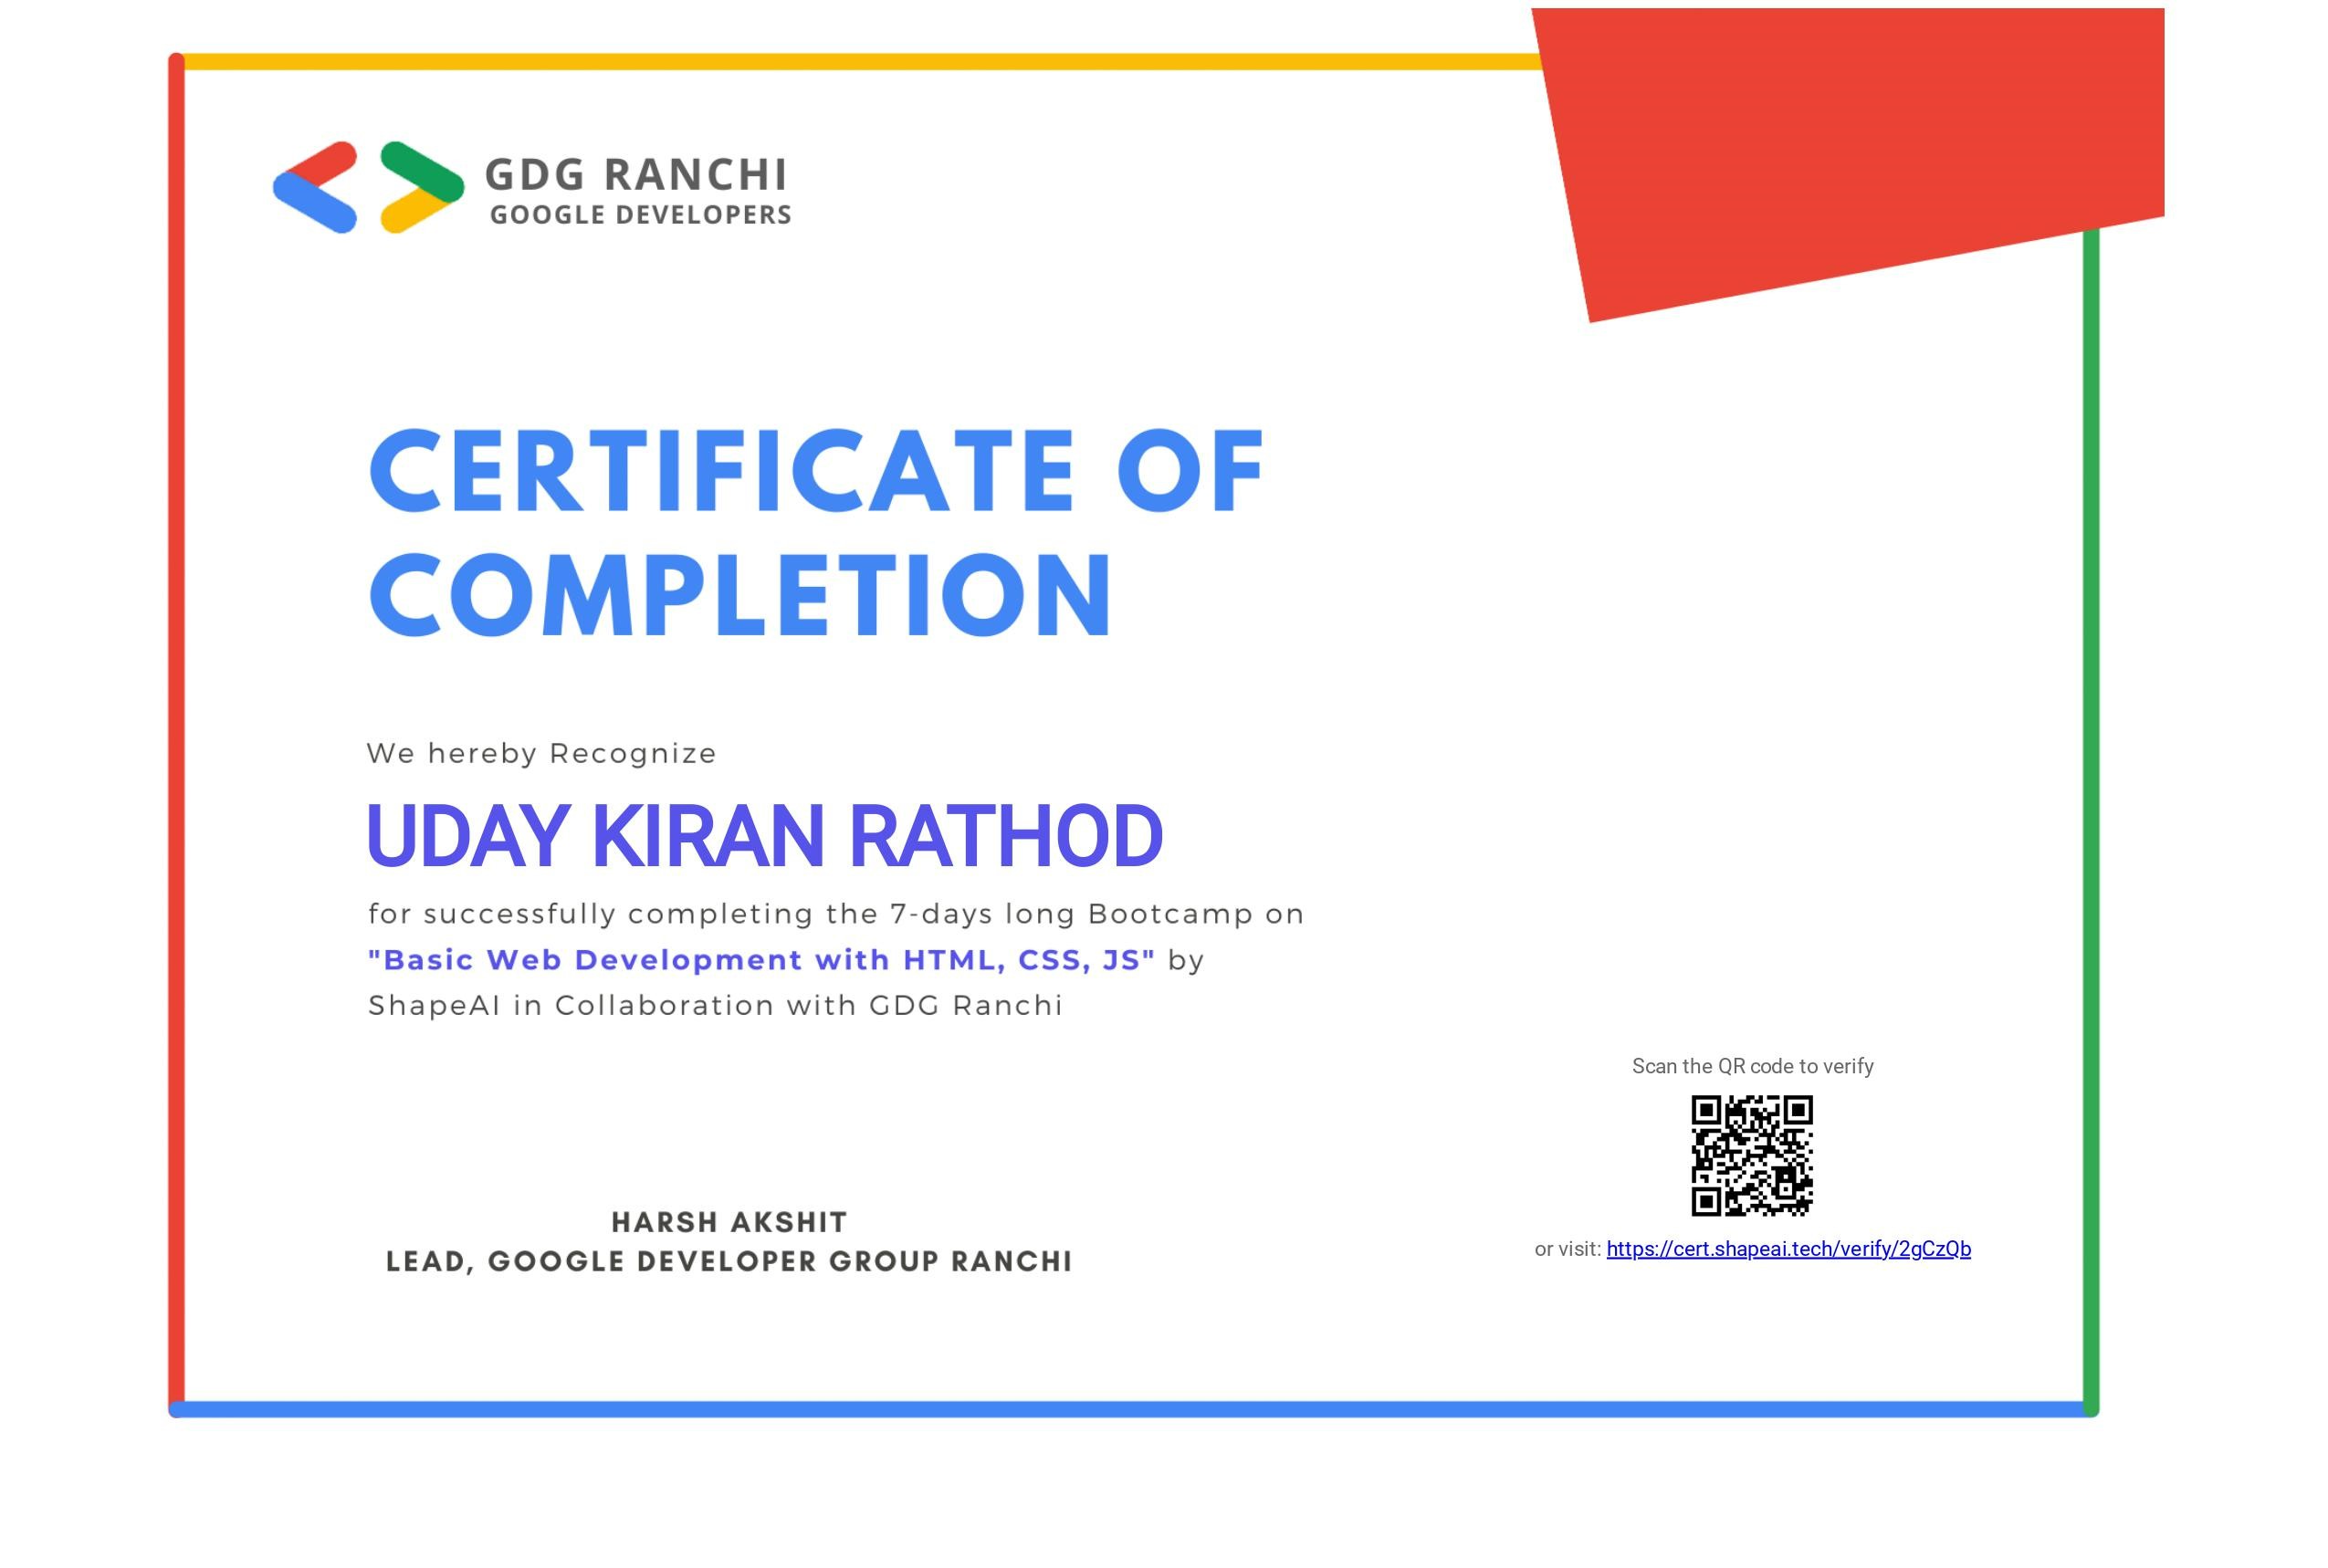 GDG RANCHI
GOOGLE DEVELOPERS
CERTIFICATE OF
COMPLETION
We hereby Recognize
UDAY KIRAN RATHOD
for successfully completing the 7-days long Bootcamp on
"Basic Web Development with HTML, CSS, JS" by
ShapeAI in Collaboration with GDG Ranchi
Scan the QR code to verify
or visit: https://cert.shapeai.tech/verify/2gCzQb
HARSH AKSHIT
LEAD, GOOGLE DEVELOPER GROUP RANCHI